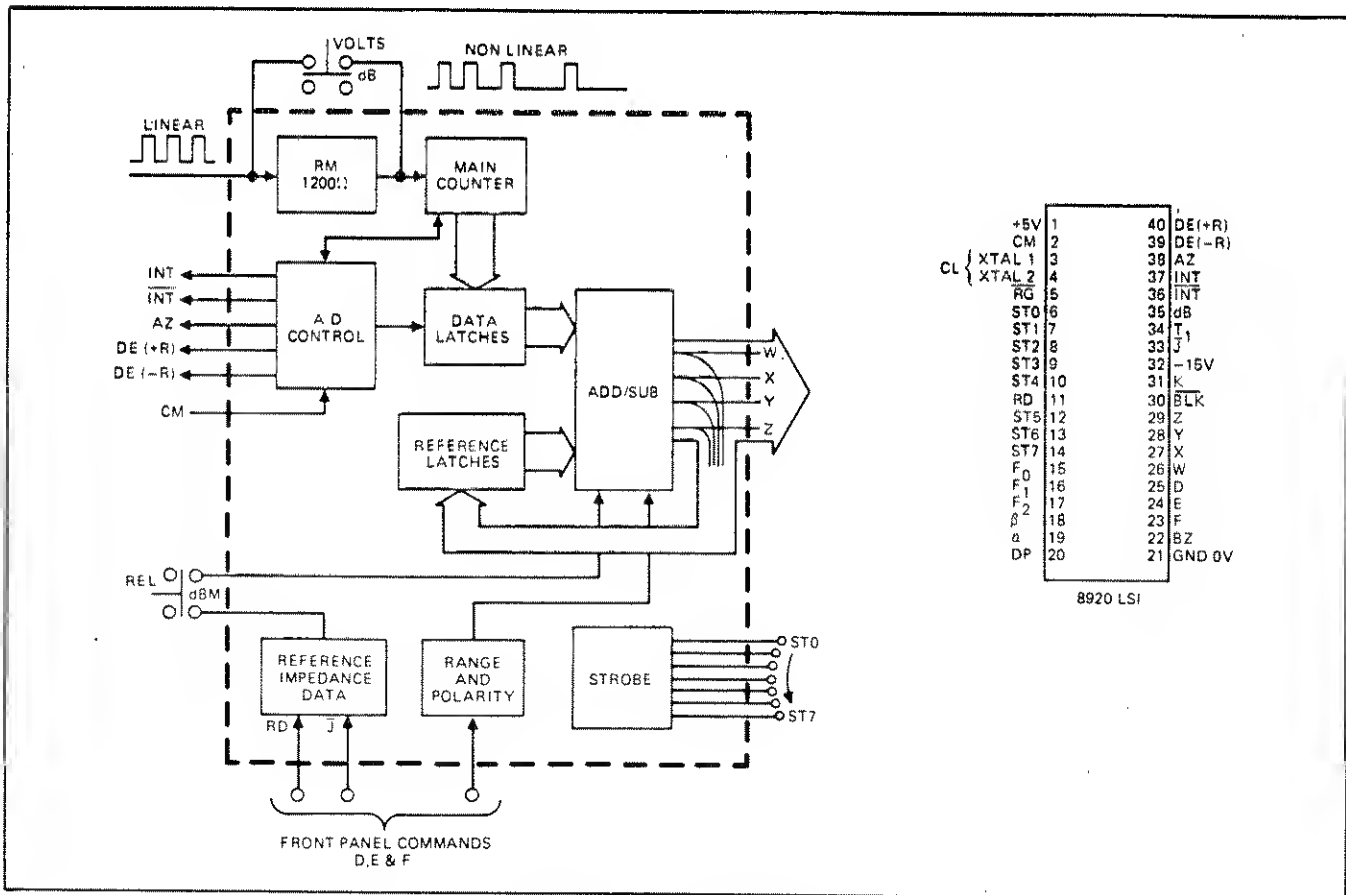 VOLTS
dB
NON LINEAR
LINEAR
RM
1200Ω
MAIN
COUNTER
INT
I̅N̅T̅
AZ
DE (+R)
DE (−R)
CM
A D
CONTROL
DATA
LATCHES
REFERENCE
LATCHES
ADD/SUB
W
X
Y
Z
REL
dBM
REFERENCE
IMPEDANCE
DATA
RD
J̅
RANGE
AND
POLARITY
STROBE
ST0
ST7
FRONT PANEL COMMANDS
D,E & F
+5V 1
CM 2
CL { XTAL 1 3
XTAL 2 4
R̅G̅ 5
ST0 6
ST1 7
ST2 8
ST3 9
ST4 10
RD 11
ST5 12
ST6 13
ST7 14
F0 15
F1 16
F2 17
β 18
α 19
DP 20
40 DE(+R)
39 DE(−R)
38 AZ
37 INT
36 I̅N̅T̅
35 dB
34 T1
33 J̅
32 −15V
31 K
30 B̅L̅K̅
29 Z
28 Y
27 X
26 W
25 D
24 E
23 F
22 BZ
21 GND 0V
8920 LSI